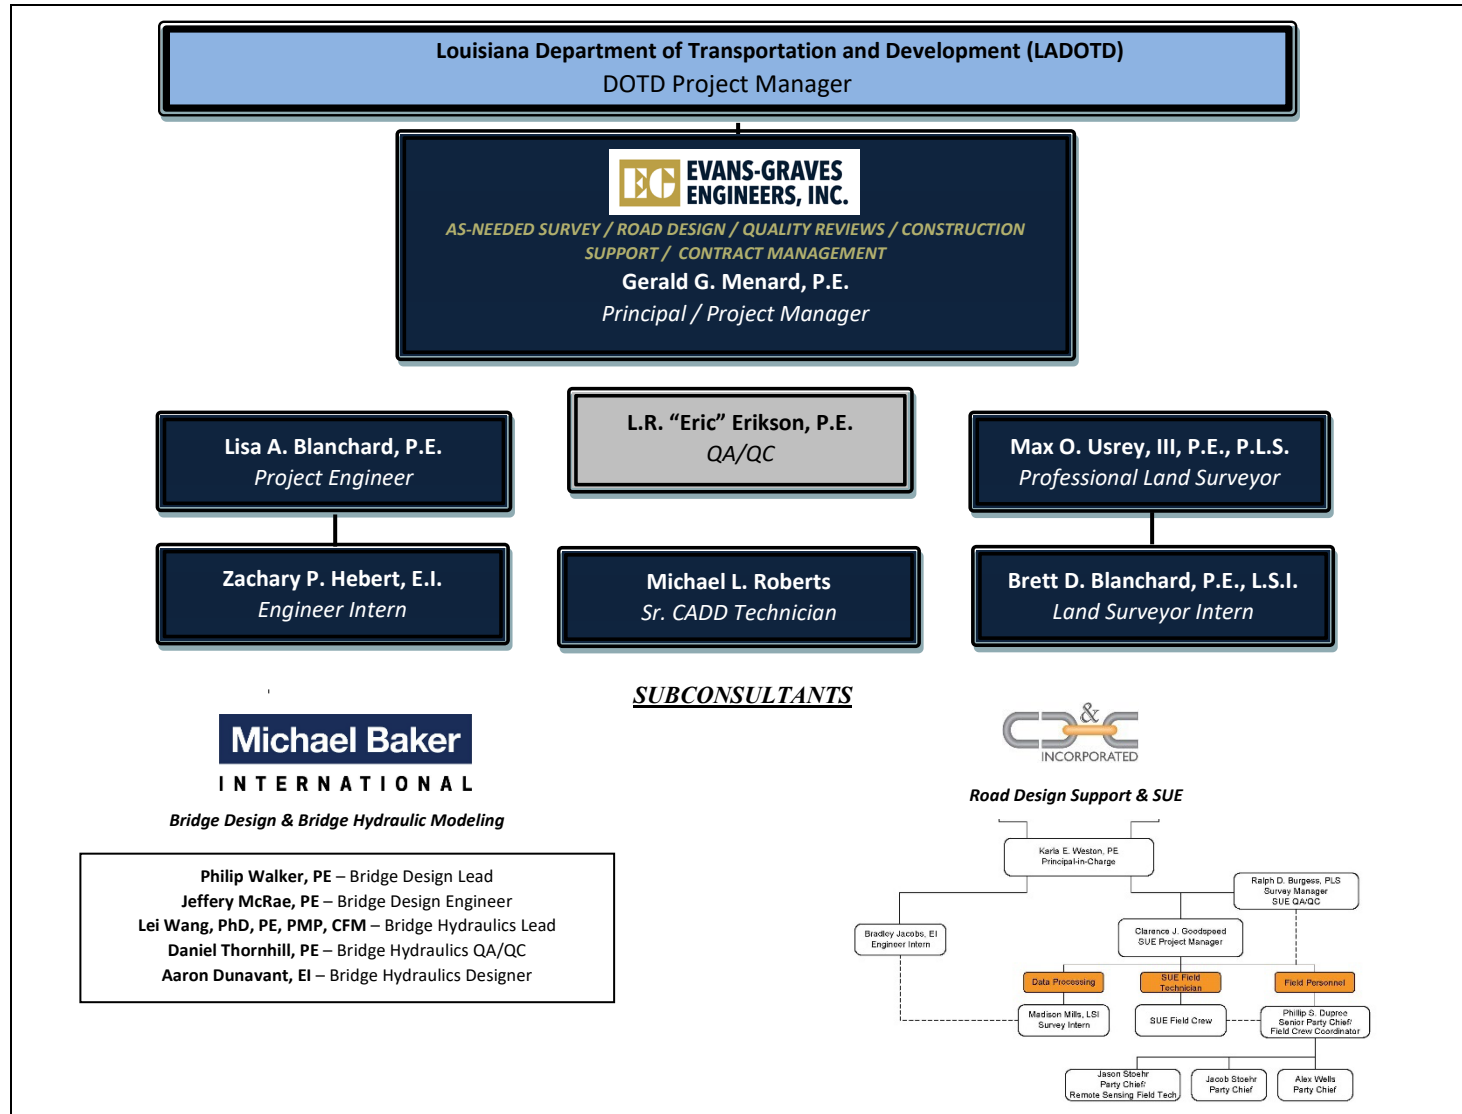 Louisiana Department of Transportation and Development (LADOTD)
DOTD Project Manager
EG EVANS-GRAVES
ENGINEERS, INC.
AS-NEEDED SURVEY / ROAD DESIGN / QUALITY REVIEWS / CONSTRUCTION
SUPPORT / CONTRACT MANAGEMENT
Gerald G. Menard, P.E.
Principal / Project Manager
Lisa A. Blanchard, P.E.
Project Engineer
L.R. “Eric” Erikson, P.E.
QA/QC
Max O. Usrey, III, P.E., P.L.S.
Professional Land Surveyor
Zachary P. Hebert, E.I.
Engineer Intern
Michael L. Roberts
Sr. CADD Technician
Brett D. Blanchard, P.E., L.S.I.
Land Surveyor Intern
SUBCONSULTANTS
Michael Baker
INTERNATIONAL
Bridge Design & Bridge Hydraulic Modeling
Philip Walker, PE – Bridge Design Lead
Jeffery McRae, PE – Bridge Design Engineer
Lei Wang, PhD, PE, PMP, CFM – Bridge Hydraulics Lead
Daniel Thornhill, PE – Bridge Hydraulics QA/QC
Aaron Dunavant, EI – Bridge Hydraulics Designer
C&C
INCORPORATED
Road Design Support & SUE
Karla E. Weston, PE
Principal-in-Charge
Ralph D. Burgess, PLS
Survey Manager
SUE QA/QC
Bradley Jacobs, EI
Engineer Intern
Clarence J. Goodspeed
SUE Project Manager
Data Processing
SUE Field
Technician
Field Personnel
Madison Mills, LSI
Survey Intern
SUE Field Crew
Phillip S. Dupree
Senior Party Chief/
Field Crew Coordinator
Jason Stoehr
Party Chief/
Remote Sensing Field Tech
Jacob Stoehr
Party Chief
Alex Wells
Party Chief